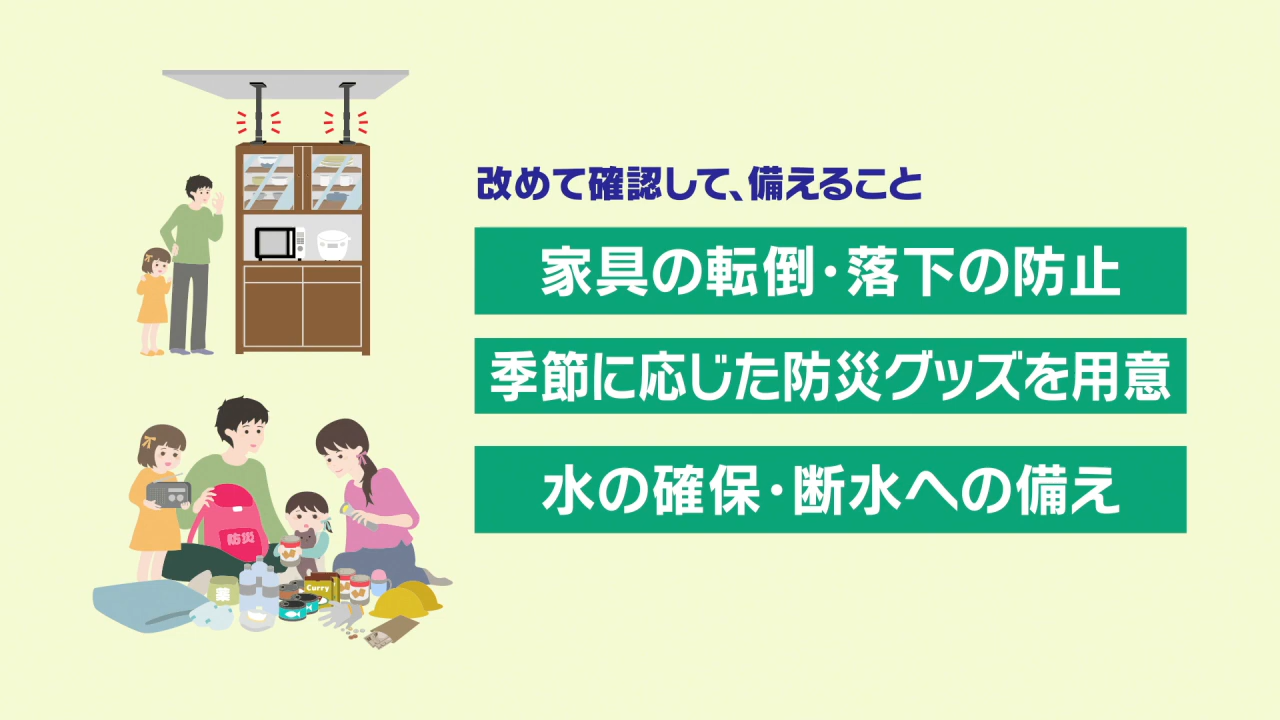 改めて確認して、備えること
家具の転倒・落下の防止
季節に応じた防災グッズを用意
水の確保・断水への備え
防災
薬
Curry